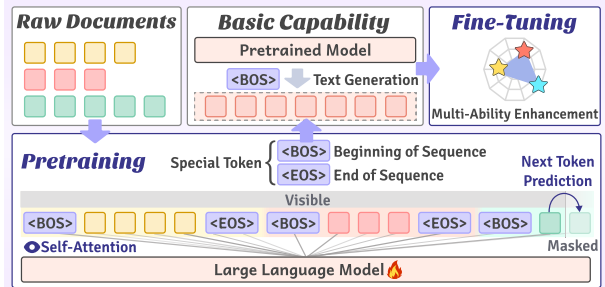 Raw Documents
Basic Capability
Pretrained Model
<BOS> Text Generation
Fine-Tuning
Multi-Ability Enhancement
Pretraining
Special Token
<BOS> Beginning of Sequence
<EOS> End of Sequence
Next Token
Prediction
Visible
<BOS> <EOS> <BOS> <EOS> <BOS>
Self-Attention
Masked
Large Language Model